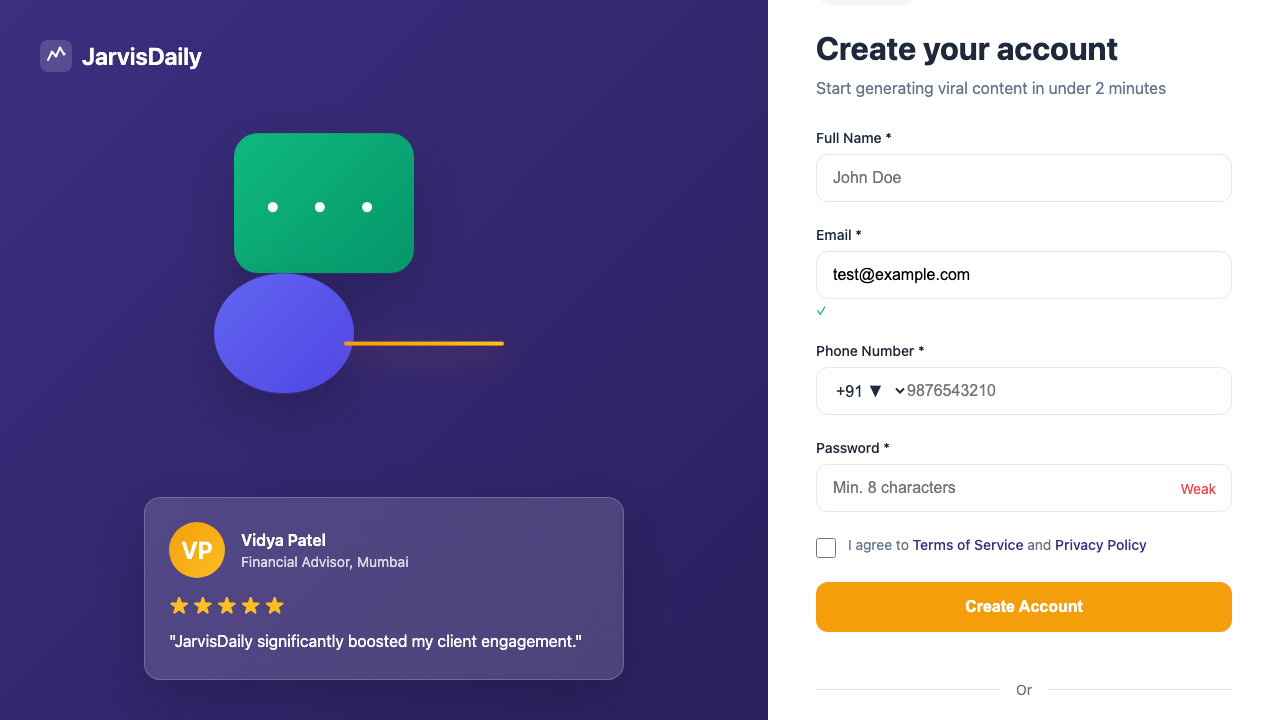 JarvisDaily
VP
Vidya Patel
Financial Advisor, Mumbai
"JarvisDaily significantly boosted my client engagement."
Create your account
Start generating viral content in under 2 minutes
Full Name *
John Doe
Email *
test@example.com
✓
Phone Number *
+91 ▼ 9876543210
Password *
Min. 8 characters Weak
I agree to Terms of Service and Privacy Policy
Create Account
Or